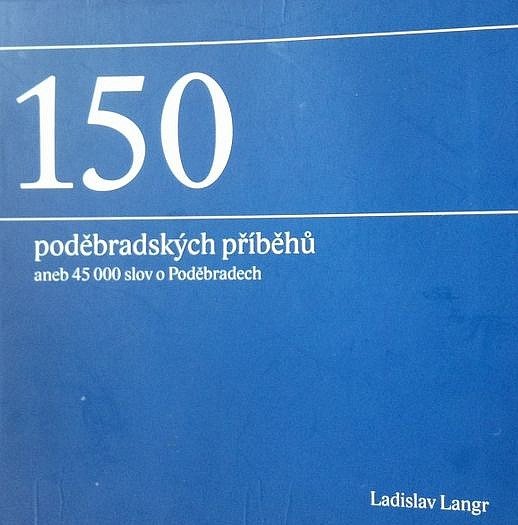 150
poděbradských příběhů
aneb 45 000 slov o Poděbradech
Ladislav Langr